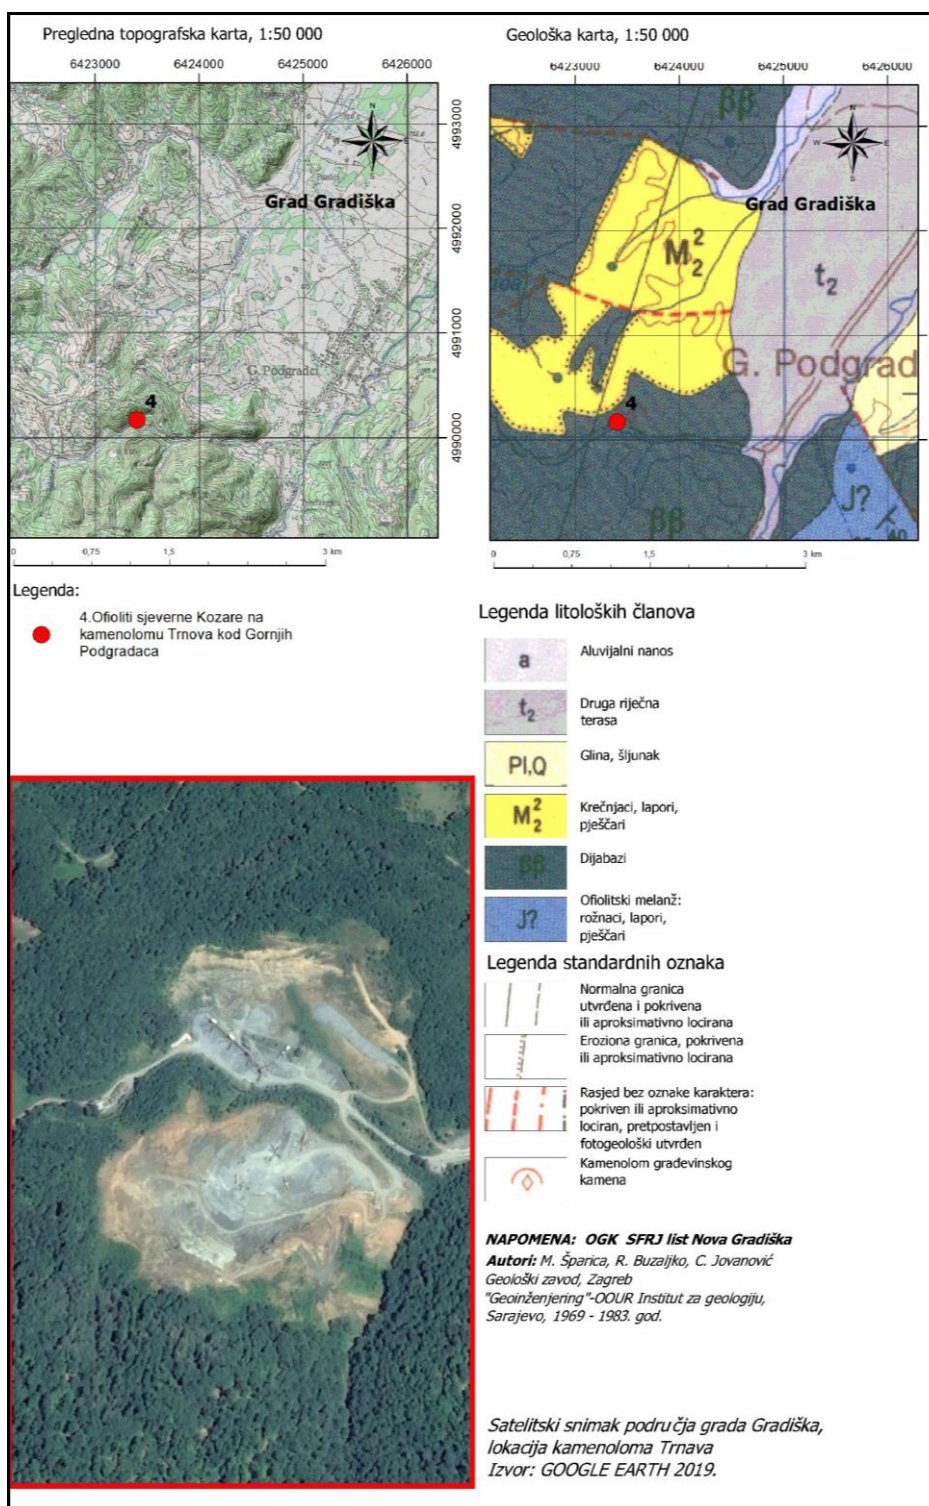 Pregledna topografska karta, 1:50 000
6423000 6424000 6425000 6426000
4993000
4992000
4991000
4990000
N
Grad Gradiška
G. Podgradci
4
0 0,75 1,5 3 km
Geološka karta, 1:50 000
6423000 6424000 6425000 6426000
ββ
N
W E
S
Grad Gradiška
M₂²
t₂
G. Podgrad
4
J?
ββ
40
0 0,75 1,5 3 km
Legenda:
4.Ofioliti sjeverne Kozare na
kamenolomu Trnova kod Gornjih
Podgradaca
Legenda litoloških članova
a Aluvijalni nanos
t₂ Druga riječna
terasa
Pl,Q Glina, šljunak
M₂² Krečnjaci, lapori,
pješčari
ββ Dijabazi
J? Ofiolitski melanž:
rožnaci, lapori,
pješčari
Legenda standardnih oznaka
Normalna granica
utvrđena i pokrivena
ili aproksimativno locirana
Eroziona granica, pokrivena
ili aproksimativno locirana
Rasjed bez oznake karaktera:
pokriven ili aproksimativno
lociran, pretpostavljen i
fotogeološki utvrđen
Kamenolom građevinskog
kamena
NAPOMENA: OGK SFRJ list Nova Gradiška
Autori: M. Šparica, R. Buzaljko, C. Jovanović
Geološki zavod, Zagreb
"Geoinženjering"-OOUR Institut za geologiju,
Sarajevo, 1969 - 1983. god.
Satelitski snimak područja grada Gradiška,
lokacija kamenoloma Trnava
Izvor: GOOGLE EARTH 2019.